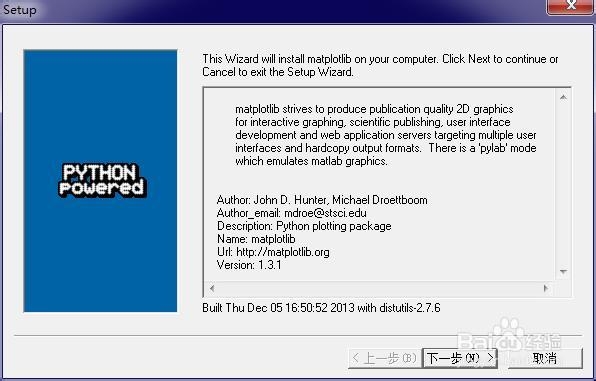 Setup
This Wizard will install matplotlib on your computer. Click Next to continue or
Cancel to exit the Setup Wizard.
matplotlib strives to produce publication quality 2D graphics
for interactive graphing, scientific publishing, user interface
development and web application servers targeting multiple user
interfaces and hardcopy output formats. There is a 'pylab' mode
which emulates matlab graphics.
PYTHON
powered
Author: John D. Hunter, Michael Droettboom
Author_email: mdroe@stsci.edu
Description: Python plotting package
Name: matplotlib
Url: http://matplotlib.org
Version: 1.3.1
Built Thu Dec 05 16:50:52 2013 with distutils-2.7.6
Baidu 经验
< 上一步(B) 下一步(N) > 取消